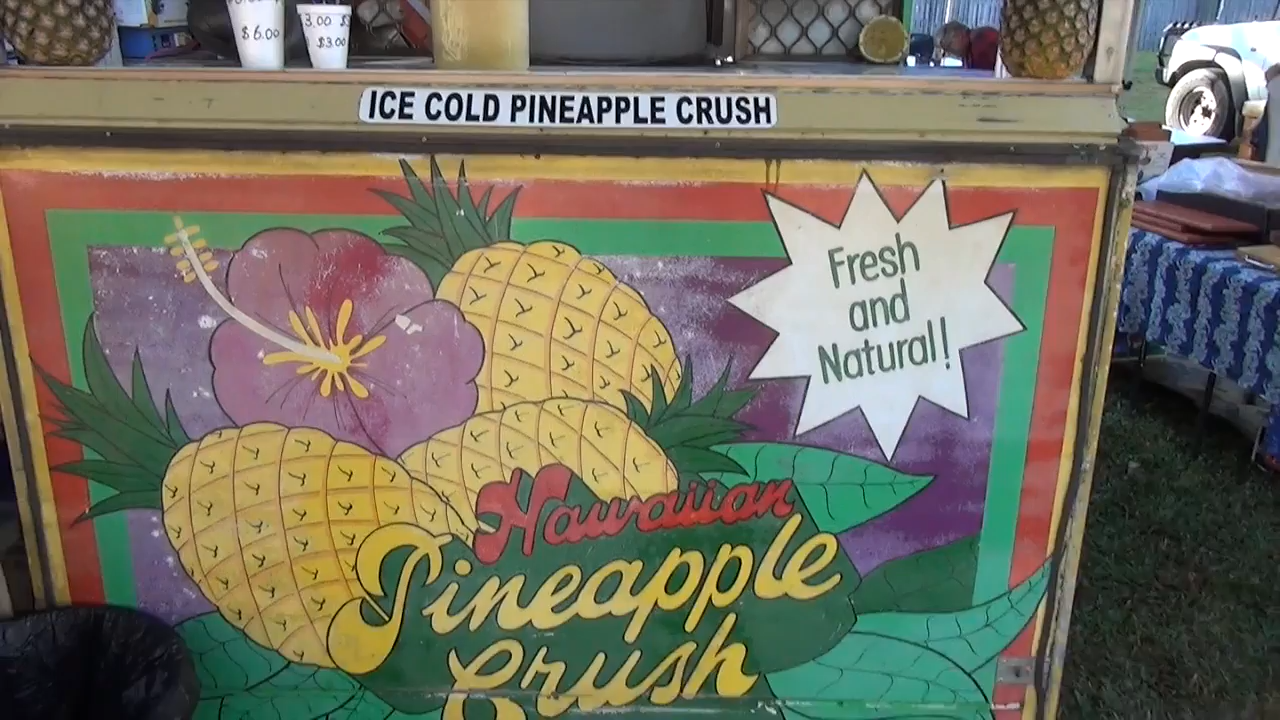 $6.00
3.00
$3.00
ICE COLD PINEAPPLE CRUSH
Fresh
and
Natural!
Hawaiian
Pineapple
Crush